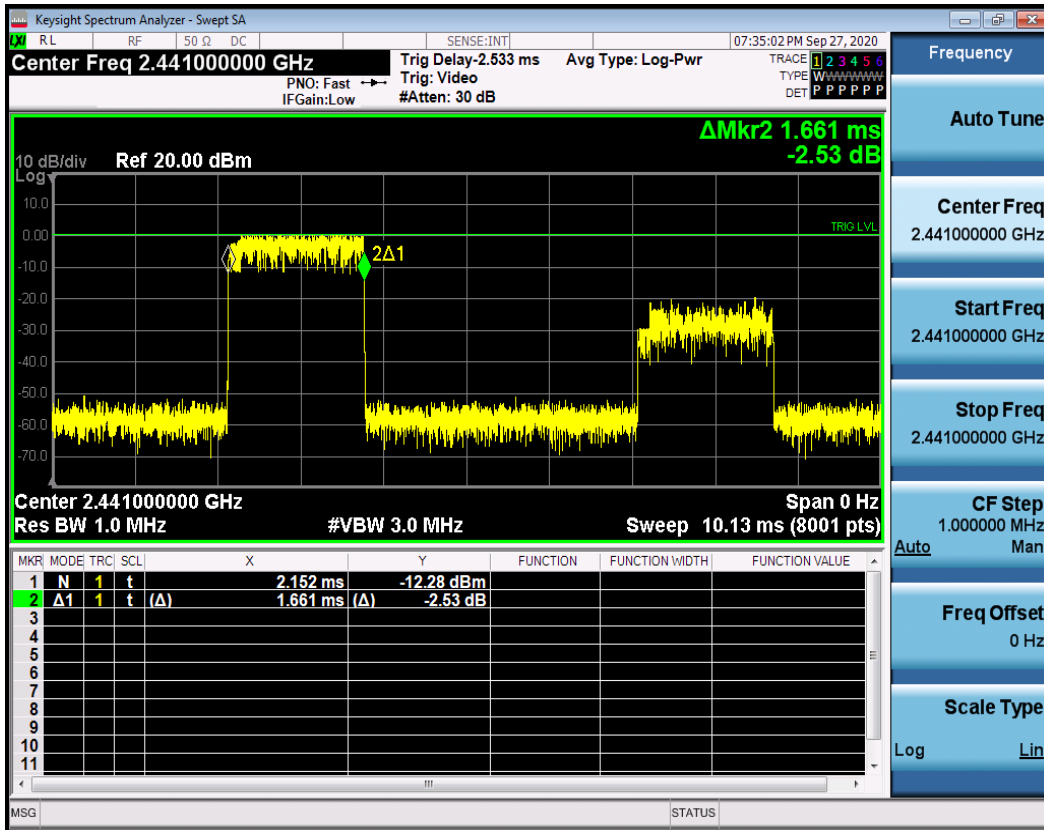 Keysight Spectrum Analyzer - Swept SA
LXI RL RF 50 Ω DC SENSE:INT 07:35:02 PM Sep 27, 2020
Center Freq 2.441000000 GHz
PNO: Fast
IFGain:Low
Trig Delay-2.533 ms
Trig: Video
#Atten: 30 dB
Avg Type: Log-Pwr
TRACE 1 2 3 4 5 6
TYPE WWWWWWW
DET P P P P P P
ΔMkr2 1.661 ms
-2.53 dB
10 dB/div Ref 20.00 dBm
Log
10.0
0.00
TRIG LVL
2Δ1
-10.0
-20.0
-30.0
-40.0
-50.0
-60.0
-70.0
Center 2.441000000 GHz Span 0 Hz
Res BW 1.0 MHz #VBW 3.0 MHz Sweep 10.13 ms (8001 pts)
MKR MODE TRC SCL X Y FUNCTION FUNCTION WIDTH FUNCTION VALUE
1 N 1 t 2.152 ms -12.28 dBm
2 Δ1 1 t (Δ) 1.661 ms (Δ) -2.53 dB
3
4
5
6
7
8
9
10
11
MSG STATUS
Frequency
Auto Tune
Center Freq
2.441000000 GHz
Start Freq
2.441000000 GHz
Stop Freq
2.441000000 GHz
CF Step
1.000000 MHz
Auto Man
Freq Offset
0 Hz
Scale Type
Log Lin